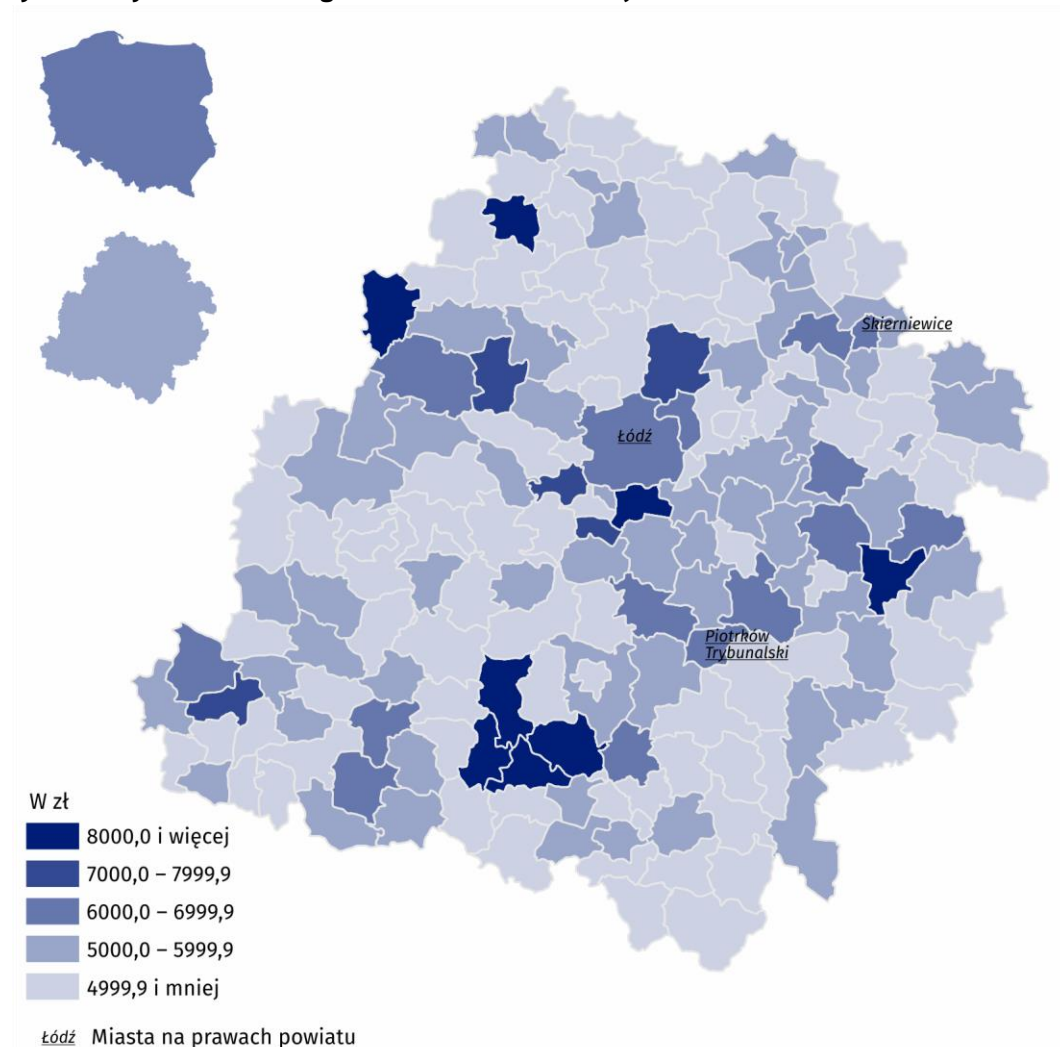 Skierniewice
Łódź
Piotrków
Trybunalski
W zł
8000,0 i więcej
7000,0 – 7999,9
6000,0 – 6999,9
5000,0 – 5999,9
4999,9 i mniej
Łódź Miasta na prawach powiatu